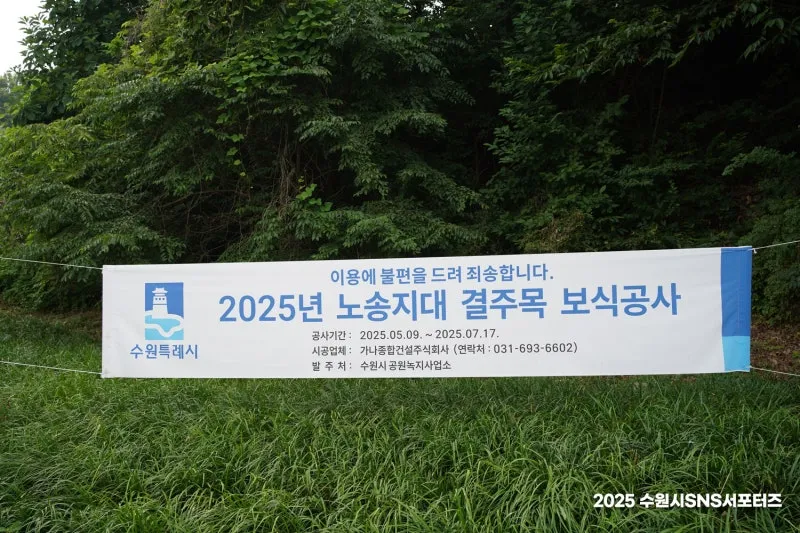 이용에 불편을 드려 죄송합니다.
2025년 노송지대 결주목 보식공사
수원특례시
공사기간 : 2025.05.09. ~ 2025.07.17.
시공업체 : 가나종합건설주식회사 (연락처 : 031-693-6602)
발 주 처 : 수원시 공원녹지사업소
2025 수원시SNS서포터즈